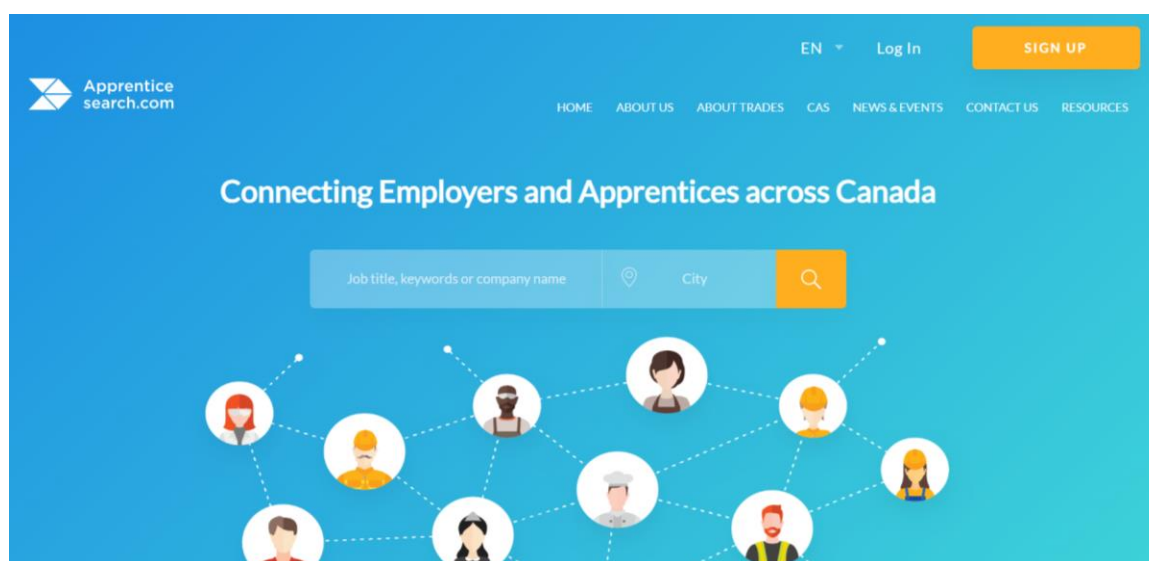 EN Log In SIGN UP
Apprentice
search.com
HOME ABOUT US ABOUT TRADES CAS NEWS & EVENTS CONTACT US RESOURCES
Connecting Employers and Apprentices across Canada
Job title, keywords or company name City